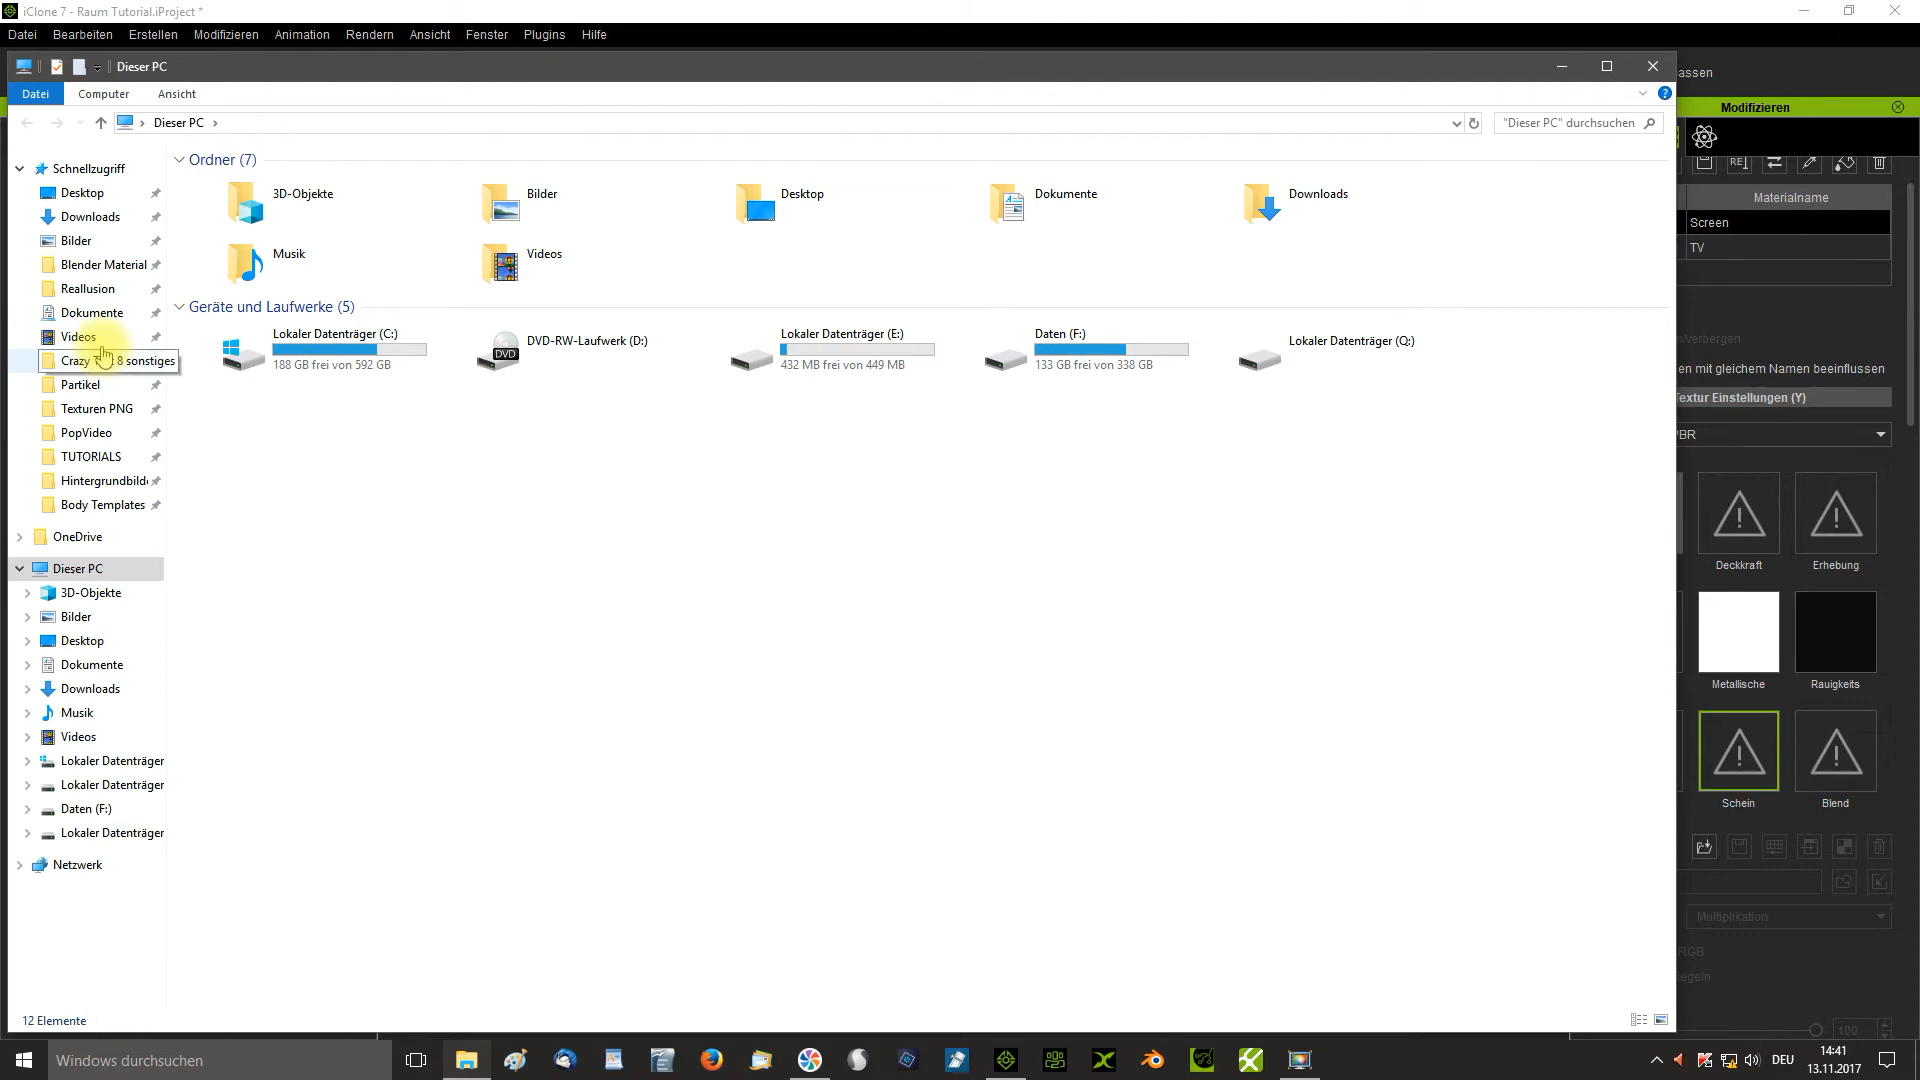 iClone 7 - Raum Tutorial.iProject *
Datei Bearbeiten Erstellen Modifizieren Animation Rendern Ansicht Fenster Plugins Hilfe
Dieser PC
assen
Datei Computer Ansicht
Modifizieren
Dieser PC
"Dieser PC" durchsuchen
Schnellzugriff
Desktop
Downloads
Bilder
Blender Material
Reallusion
Dokumente
Videos
Partikel
Texturen PNG
PopVideo
TUTORIALS
Hintergrundbild
Body Templates
OneDrive
Dieser PC
3D-Objekte
Bilder
Desktop
Dokumente
Downloads
Musik
Videos
Lokaler Datenträger
Lokaler Datenträger
Daten (F:)
Lokaler Datenträger
Netzwerk
12 Elemente
Ordner (7)
3D-Objekte Bilder Desktop Dokumente Downloads
Musik Videos
Geräte und Laufwerke (5)
Lokaler Datenträger (C:)
188 GB frei von 592 GB
DVD
DVD-RW-Laufwerk (D:)
Lokaler Datenträger (E:)
432 MB frei von 449 MB
Daten (F:)
133 GB frei von 338 GB
Lokaler Datenträger (Q:)
Materialname
Screen
TV
/verbergen
en mit gleichem Namen beeinflussen
Textur Einstellungen (Y)
PBR
Deckkraft Erhebung
Metallische Rauigkeits
Schein Blend
Multiplikation
RGB
egeln
100
Windows durchsuchen
DEU
14:41
13.11.2017